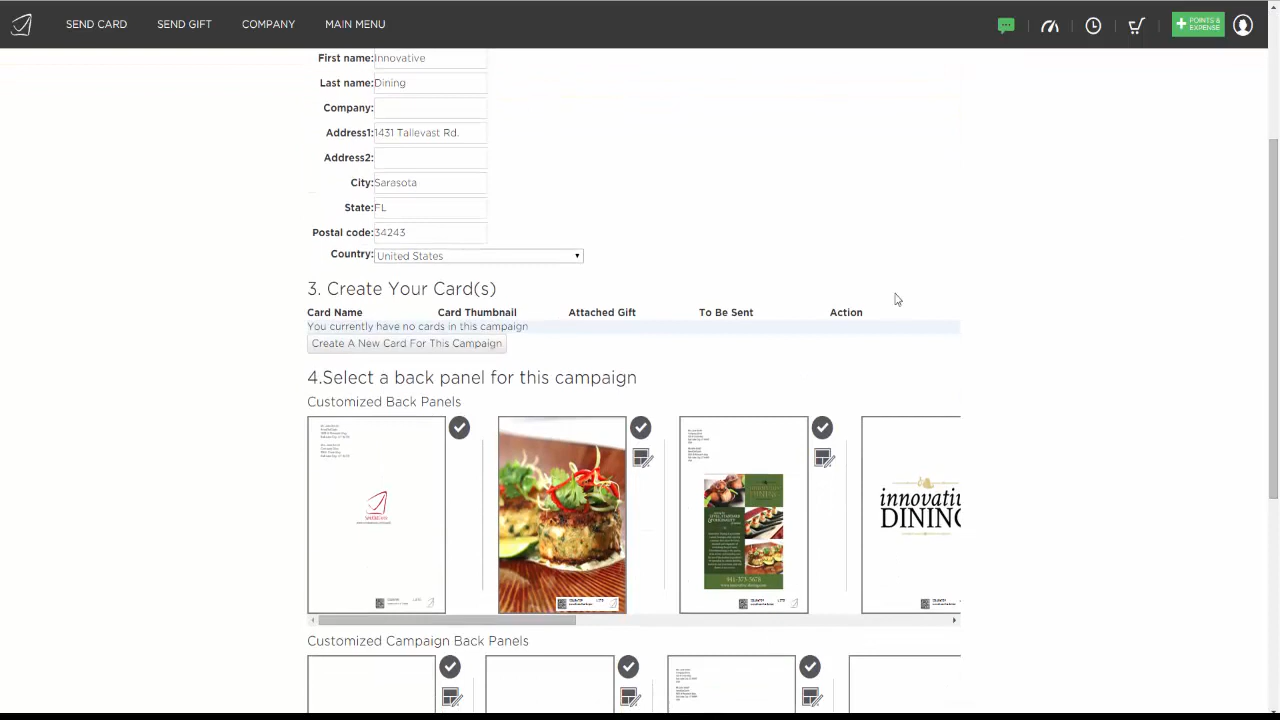 SEND CARD SEND GIFT COMPANY MAIN MENU + POINTS & EXPENSE
First name: Innovative
Last name: Dining
Company:
Address1: 1431 Tallevast Rd.
Address2:
City: Sarasota
State: FL
Postal code: 34243
Country: United States
3. Create Your Card(s)
Card Name Card Thumbnail Attached Gift To Be Sent Action
You currently have no cards in this campaign
Create A New Card For This Campaign
4.Select a back panel for this campaign
Customized Back Panels
innovati
DINING
941-373-5678
Customized Campaign Back Panels